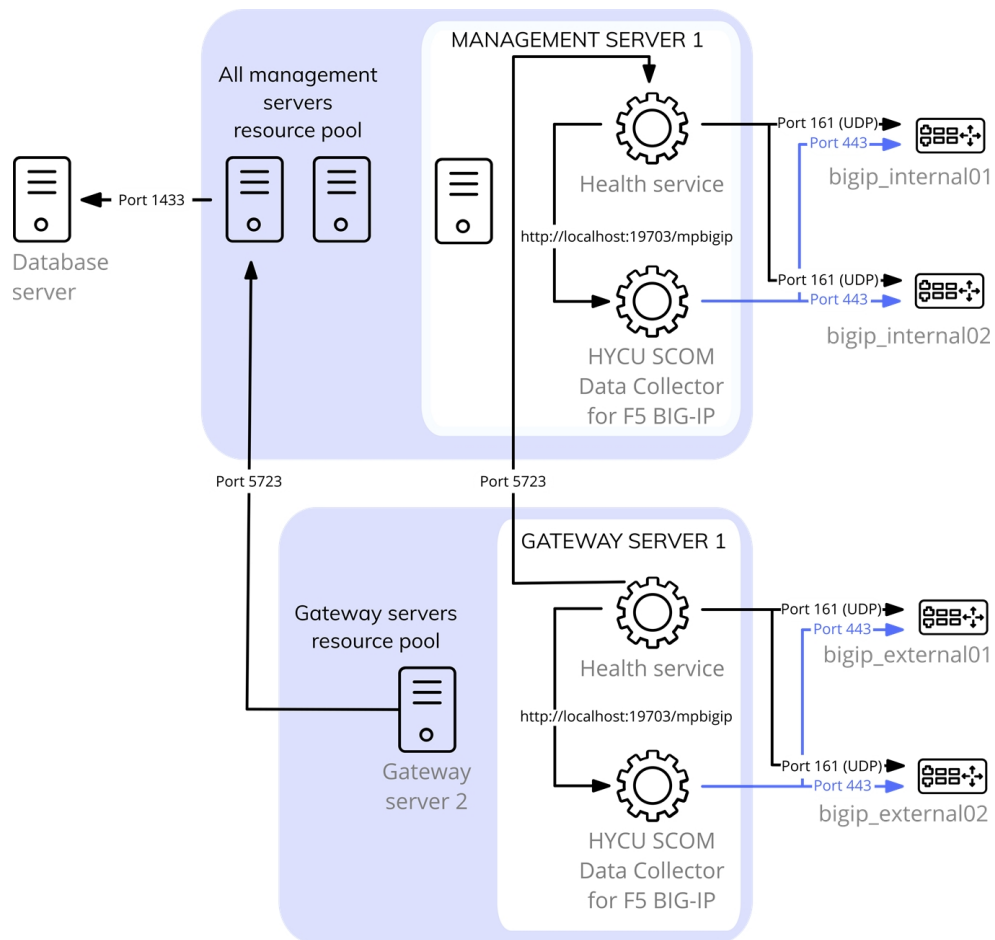 MANAGEMENT SERVER 1
All management
servers
resource pool
Port 161 (UDP)
Port 443
Health service
bigip_internal01
Port 1433
http://localhost:19703/mpbigip
Database
server
Port 161 (UDP)
Port 443
bigip_internal02
HYCU SCOM
Data Collector
for F5 BIG-IP
Port 5723
Port 5723
GATEWAY SERVER 1
Gateway servers
resource pool
Port 161 (UDP)
Port 443
Health service
bigip_external01
http://localhost:19703/mpbigip
Gateway
server 2
Port 161 (UDP)
Port 443
bigip_external02
HYCU SCOM
Data Collector
for F5 BIG-IP